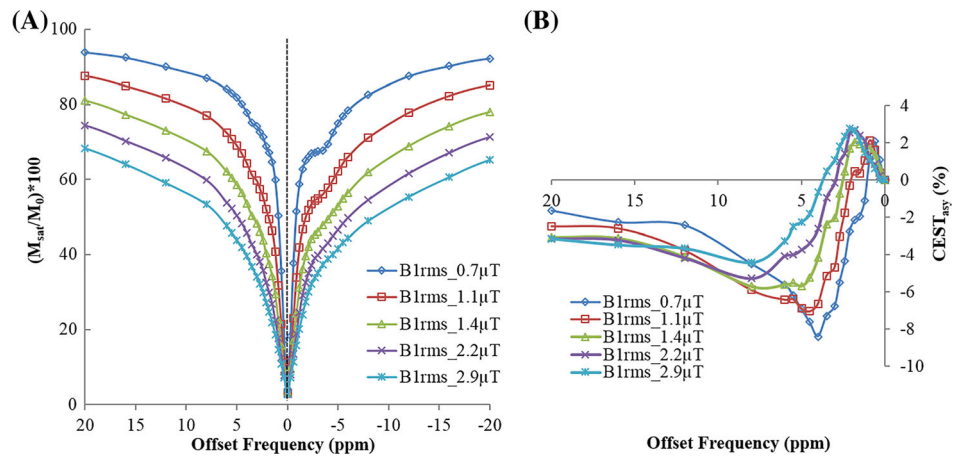 (A)
(B)
100
80
60
40
20
0
(Msat/M0)*100
20 15 10 5 0 -5 -10 -15 -20
Offset Frequency (ppm)
B1rms_0.7µT
B1rms_1.1µT
B1rms_1.4µT
B1rms_2.2µT
B1rms_2.9µT
4
2
0
-2
-4
-6
-8
-10
CESTasy (%)
20 15 10 5 0
B1rms_0.7µT
B1rms_1.1µT
B1rms_1.4µT
B1rms_2.2µT
B1rms_2.9µT
Offset Frequency (ppm)